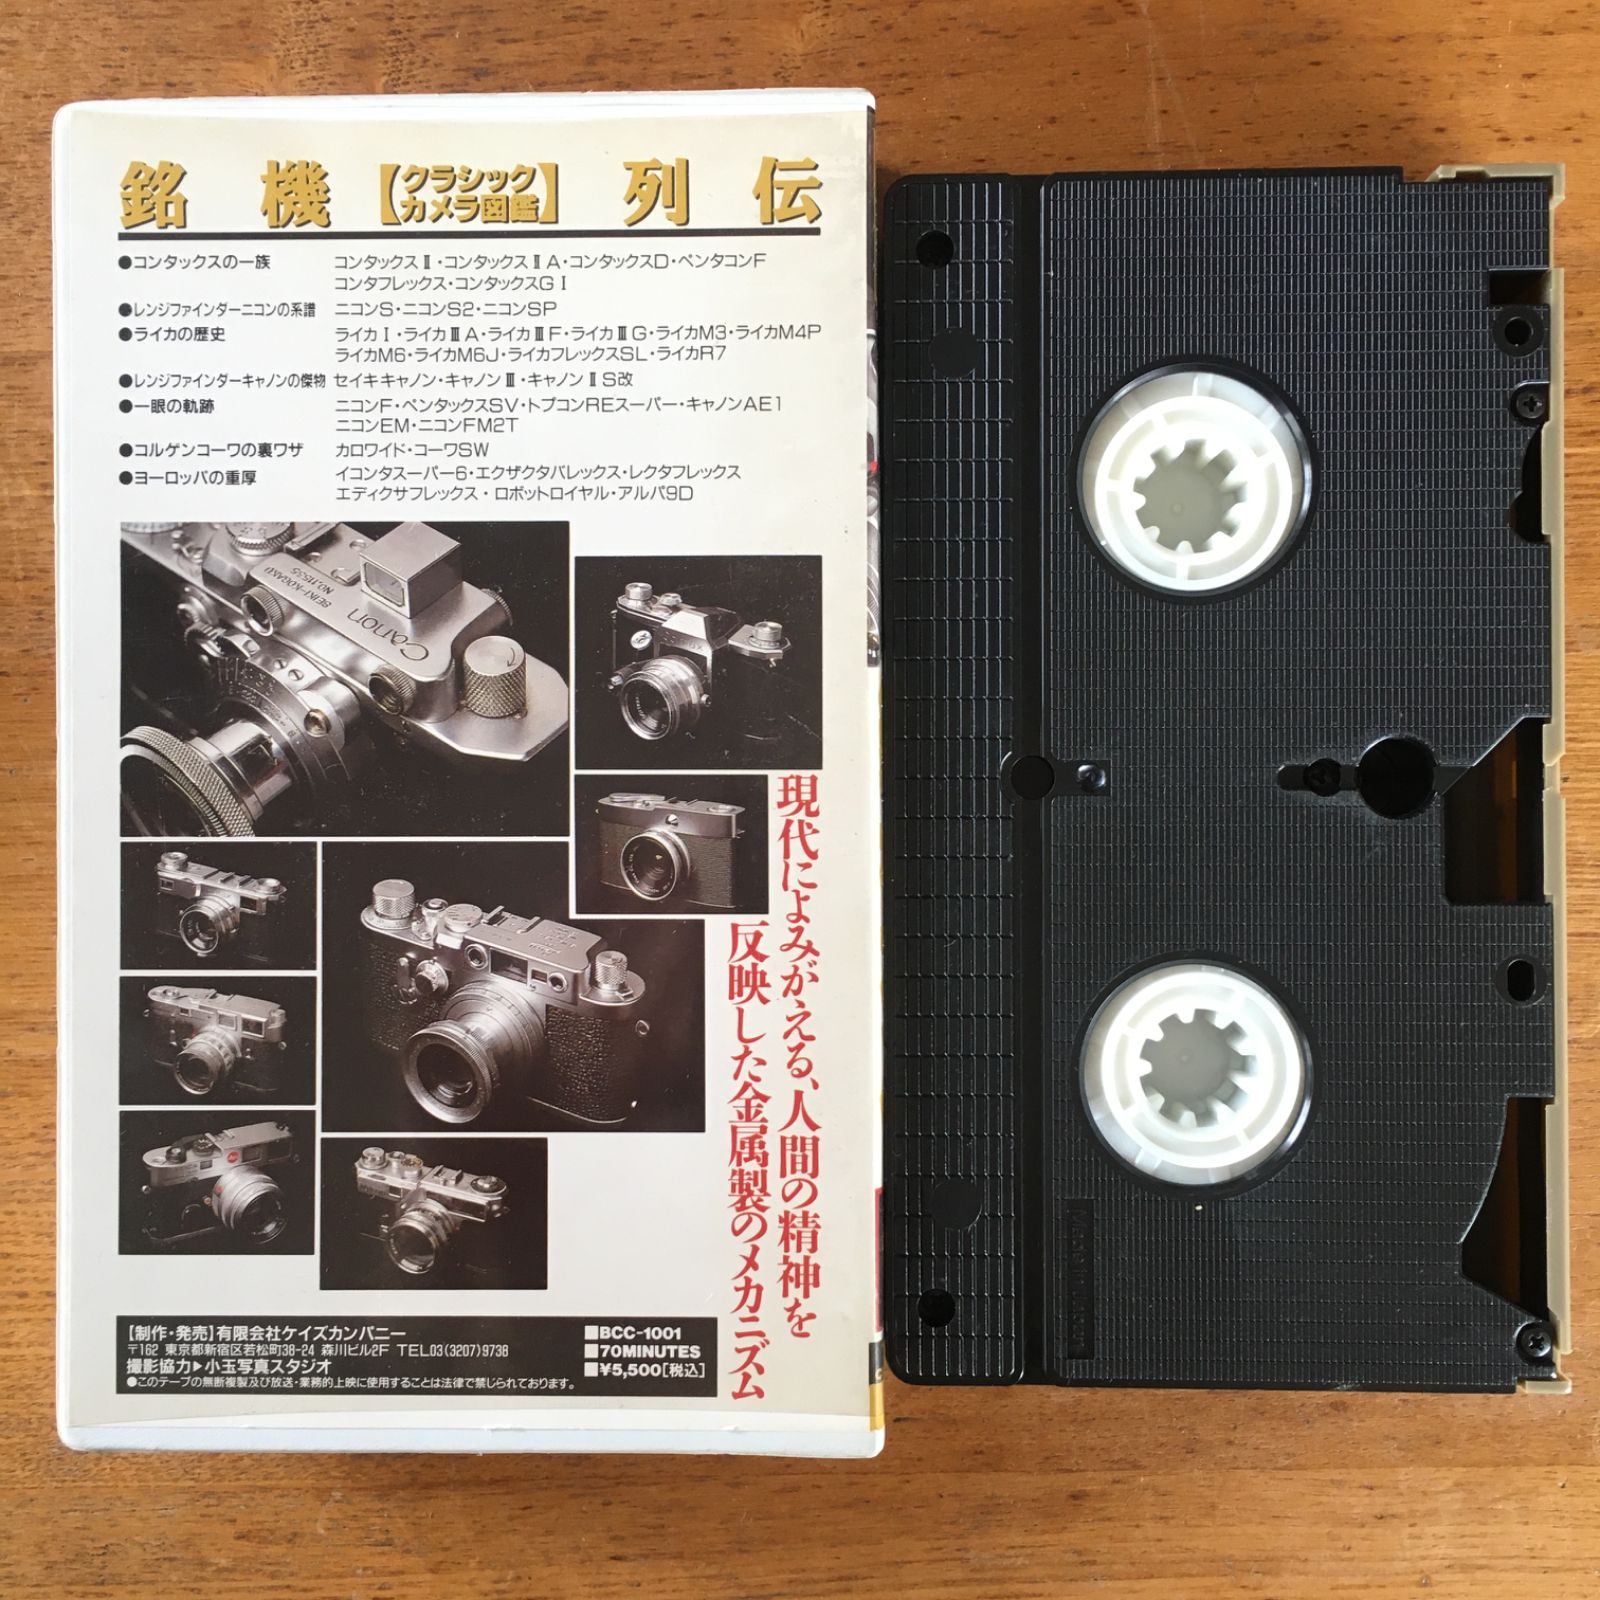 銘機【クラシックカメラ図鑑】列伝
●コンタックスの一族 コンタックスⅡ・コンタックスⅡA・コンタックスD・ペンタコンF
コンタフレックス・コンタックスGⅠ
●レンジファインダーニコンの系譜 ニコンS・ニコンS2・ニコンSP
●ライカの歴史 ライカⅠ・ライカⅢA・ライカⅢF・ライカⅢG・ライカM3・ライカM4P
ライカM6・ライカM6J・ライカフレックスSL・ライカR7
●レンジファインダーキャノンの傑物 セイキキャノン・キャノンⅢ・キャノンⅡS改
●一眼の軌跡 ニコンF・ペンタックスSV・トプコンREスーパー・キャノンAE1
ニコンEM・ニコンFM2T
●コルゲンコーワの裏ワザ カロワイド・コーワSW
●ヨーロッパの重厚 イコンタスーパー6・エクザクタバレックス・レクタフレックス
エディクサフレックス・ロボットロイヤル・アルパ9D
Canon
SEIKI-KOGAKU
NO.11535
現代によみがえる、人間の精神を
反映した金属製のメカニズム
【制作・発売】有限会社ケイズカンパニー
〒162 東京都新宿区若松町38-24 森川ビル2F TEL03(3207)9738
撮影協力▶小玉写真スタジオ
●このテープの無断複製及び放送・業務的上映に使用することは法律で禁じられております。
■BCC-1001
■70MINUTES
■¥5,500[税込]